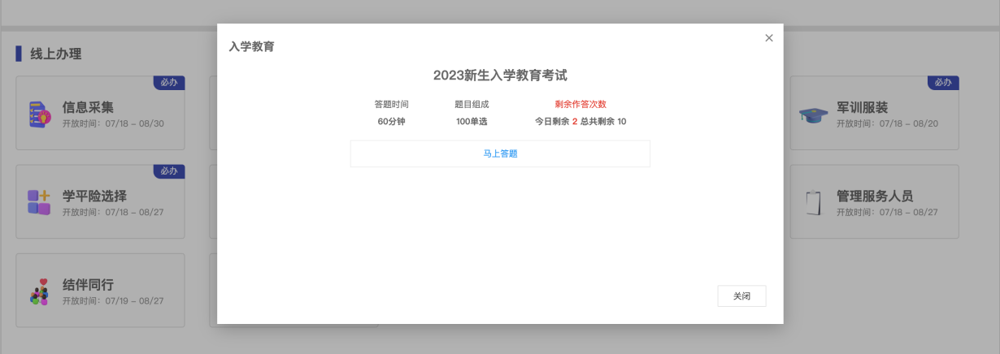 线上办理
必办
信息采集
开放时间：07/18 – 08/30
必办
学平险选择
开放时间：07/18 – 08/27
结伴同行
开放时间：07/19 – 08/27
入学教育
×
2023新生入学教育考试
答题时间 题目组成 剩余作答次数
60分钟 100单选 今日剩余 2 总共剩余 10
马上答题
关闭
必办
军训服装
开放时间：07/18 – 08/20
管理服务人员
开放时间：07/18 – 08/27